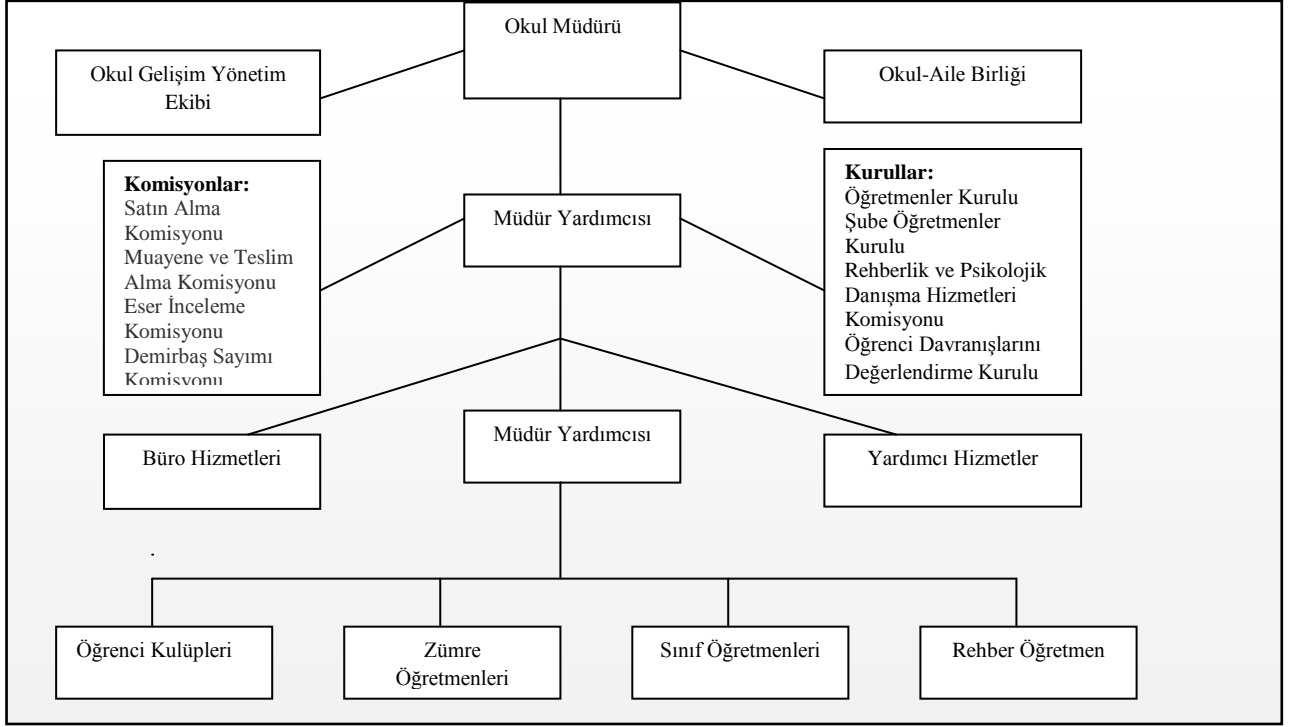 Okul Müdürü
Okul Gelişim Yönetim
Ekibi
Okul-Aile Birliği
Komisyonlar:
Satın Alma
Komisyonu
Muayene ve Teslim
Alma Komisyonu
Eser İnceleme
Komisyonu
Demirbaş Sayımı
Komisyonu
Müdür Yardımcısı
Kurullar:
Öğretmenler Kurulu
Şube Öğretmenler
Kurulu
Rehberlik ve Psikolojik
Danışma Hizmetleri
Komisyonu
Öğrenci Davranışlarını
Değerlendirme Kurulu
Büro Hizmetleri
Müdür Yardımcısı
Yardımcı Hizmetler
.
Öğrenci Kulüpleri
Zümre
Öğretmenleri
Sınıf Öğretmenleri
Rehber Öğretmen